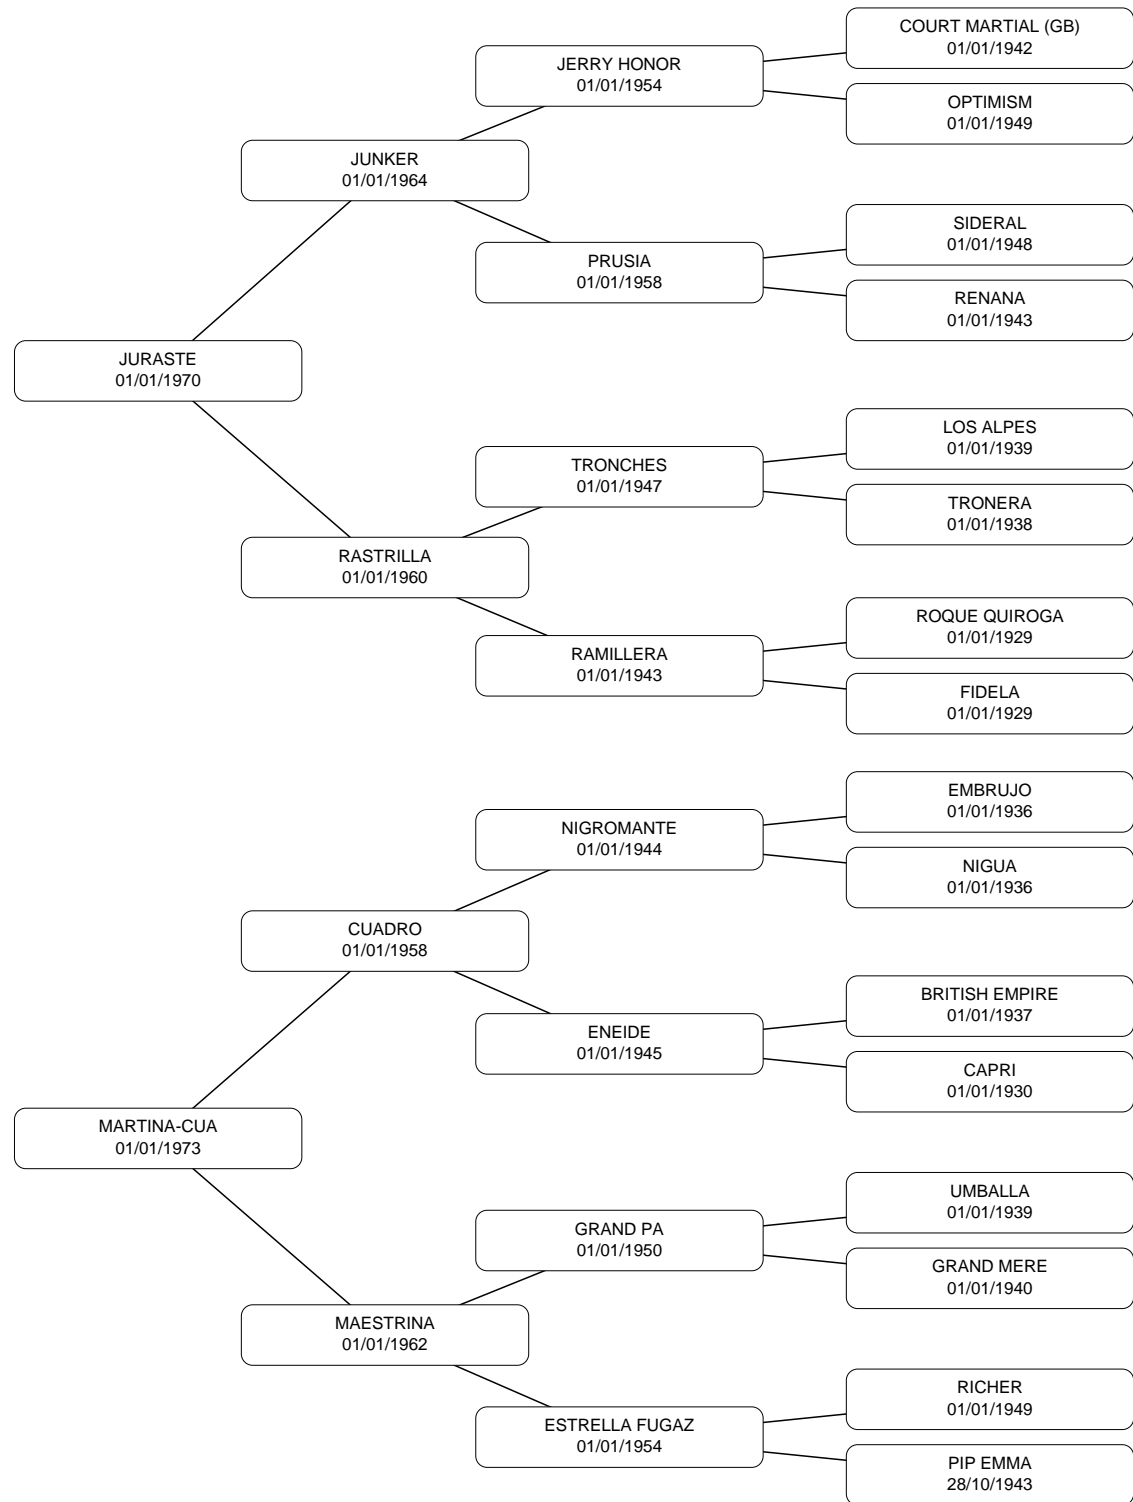 COURT MARTIAL (GB)
01/01/1942
JERRY HONOR
01/01/1954
OPTIMISM
01/01/1949
JUNKER
01/01/1964
SIDERAL
01/01/1948
PRUSIA
01/01/1958
RENANA
01/01/1943
JURASTE
01/01/1970
LOS ALPES
01/01/1939
TRONCHES
01/01/1947
TRONERA
01/01/1938
RASTRILLA
01/01/1960
ROQUE QUIROGA
01/01/1929
RAMILLERA
01/01/1943
FIDELA
01/01/1929
EMBRUJO
01/01/1936
NIGROMANTE
01/01/1944
NIGUA
01/01/1936
CUADRO
01/01/1958
BRITISH EMPIRE
01/01/1937
ENEIDE
01/01/1945
CAPRI
01/01/1930
MARTINA-CUA
01/01/1973
UMBALLA
01/01/1939
GRAND PA
01/01/1950
GRAND MERE
01/01/1940
MAESTRINA
01/01/1962
RICHER
01/01/1949
ESTRELLA FUGAZ
01/01/1954
PIP EMMA
28/10/1943